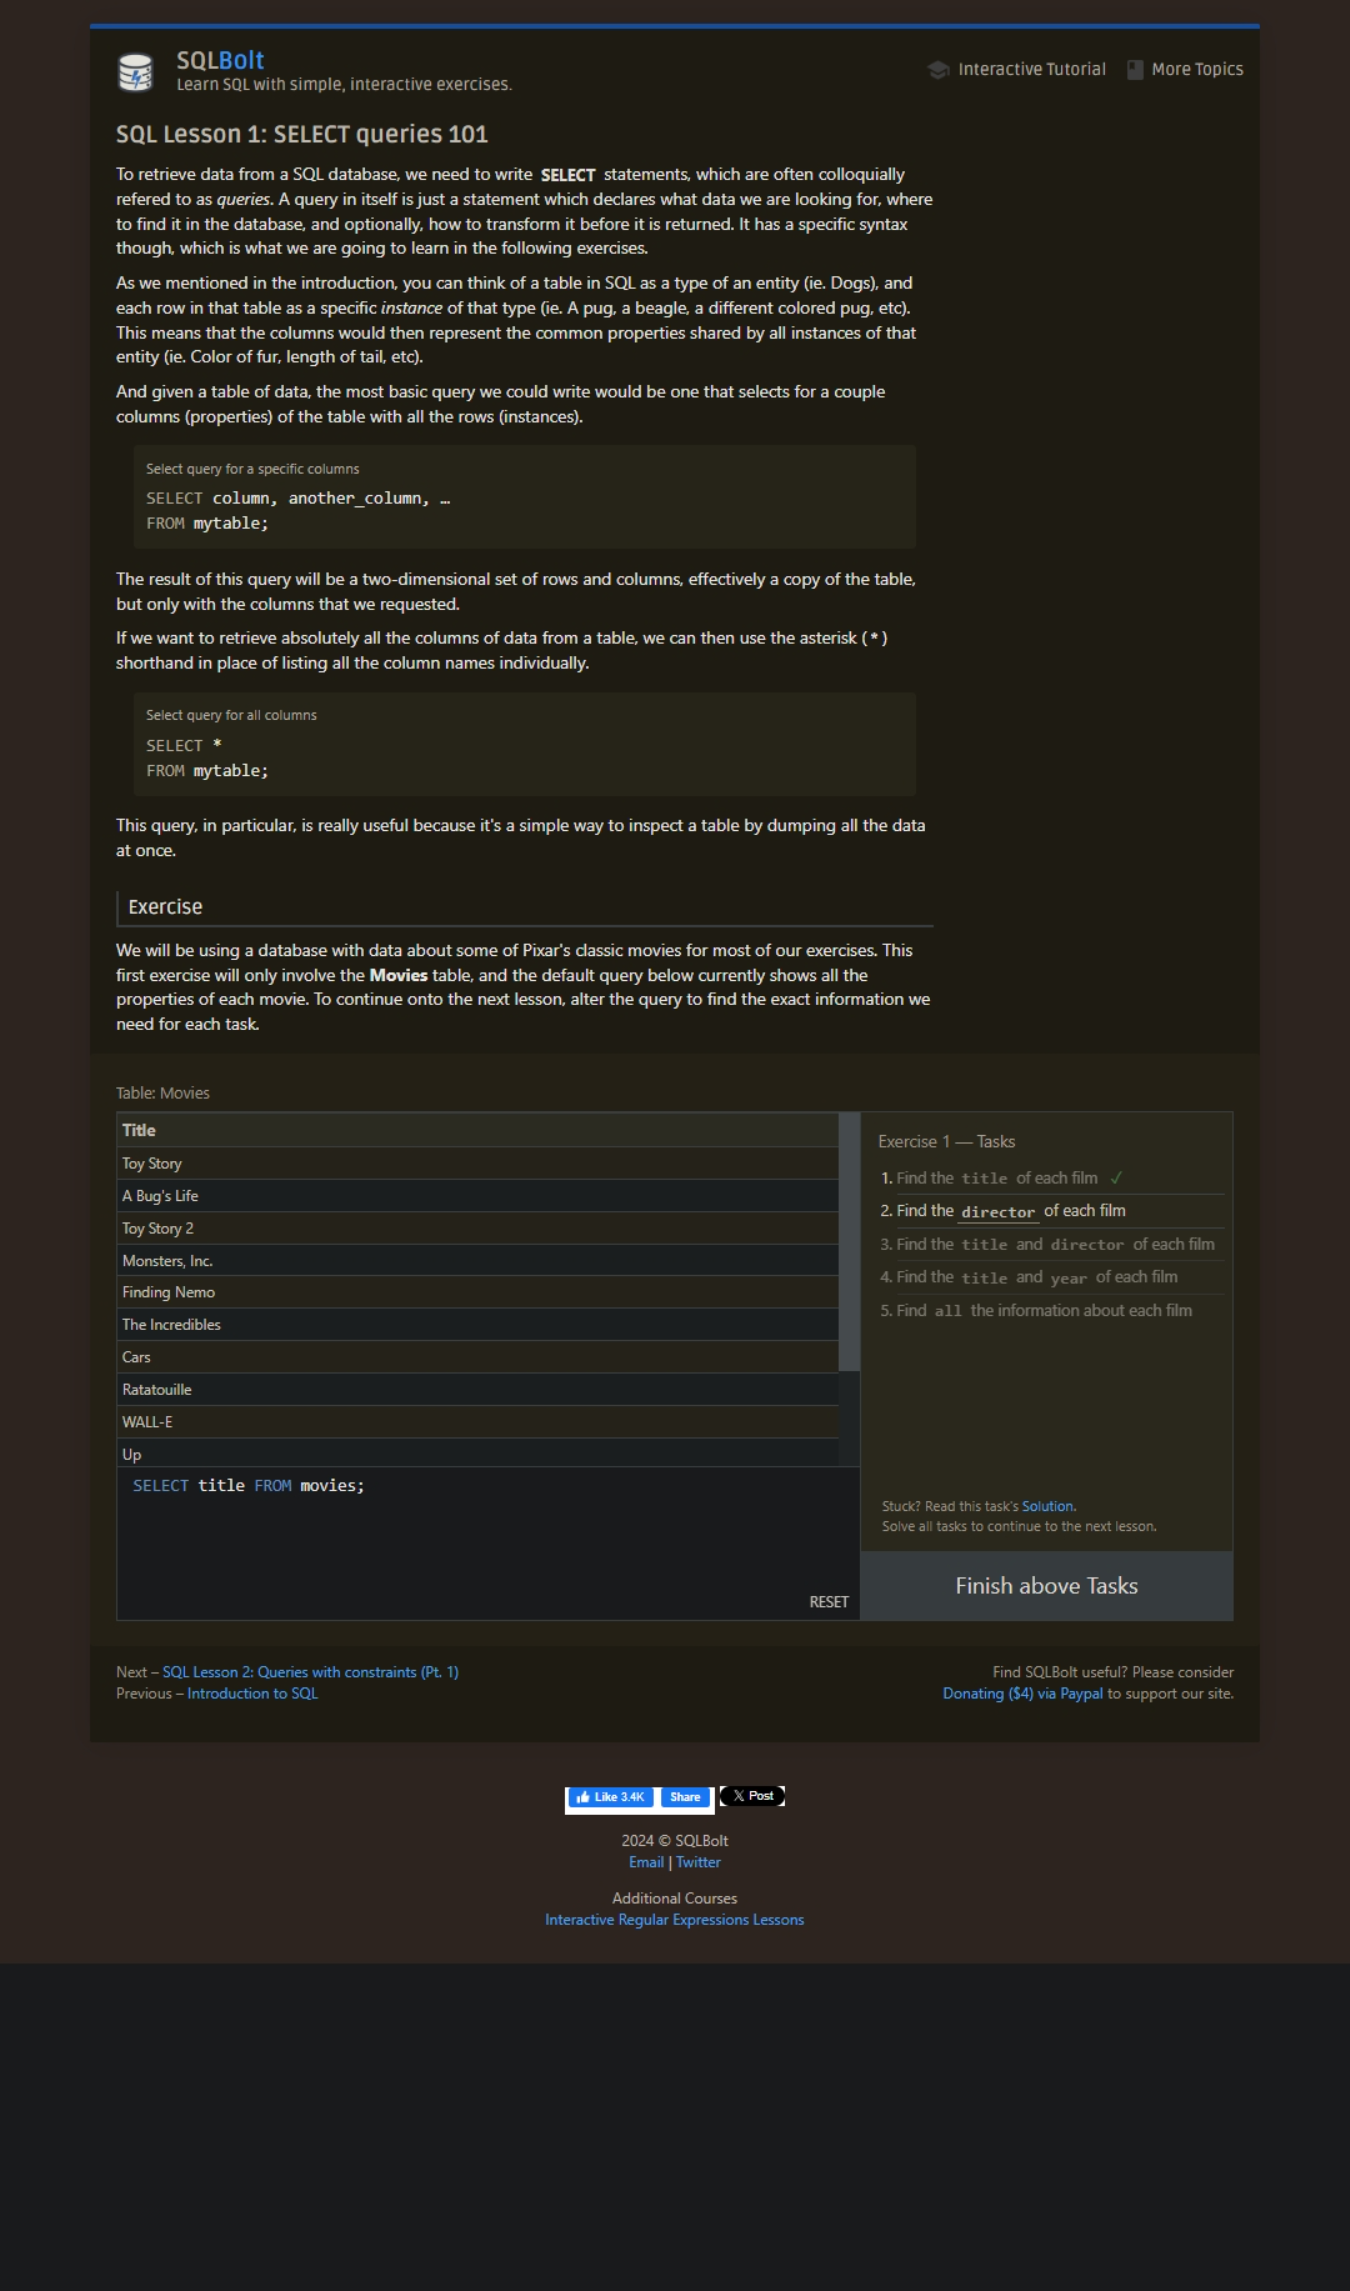 SQLBolt
Learn SQL with simple, interactive exercises.
Interactive Tutorial
More Topics
SQL Lesson 1: SELECT queries 101
To retrieve data from a SQL database, we need to write SELECT statements, which are often colloquially
refered to as queries. A query in itself is just a statement which declares what data we are looking for, where
to find it in the database, and optionally, how to transform it before it is returned. It has a specific syntax
though, which is what we are going to learn in the following exercises.
As we mentioned in the introduction, you can think of a table in SQL as a type of an entity (ie. Dogs), and
each row in that table as a specific instance of that type (ie. A pug, a beagle, a different colored pug, etc).
This means that the columns would then represent the common properties shared by all instances of that
entity (ie. Color of fur, length of tail, etc).
And given a table of data, the most basic query we could write would be one that selects for a couple
columns (properties) of the table with all the rows (instances).
Select query for a specific columns
SELECT column, another_column, …
FROM mytable;
The result of this query will be a two-dimensional set of rows and columns, effectively a copy of the table,
but only with the columns that we requested.
If we want to retrieve absolutely all the columns of data from a table, we can then use the asterisk (*)
shorthand in place of listing all the column names individually.
Select query for all columns
SELECT *
FROM mytable;
This query, in particular, is really useful because it's a simple way to inspect a table by dumping all the data
at once.
Exercise
We will be using a database with data about some of Pixar's classic movies for most of our exercises. This
first exercise will only involve the Movies table, and the default query below currently shows all the
properties of each movie. To continue onto the next lesson, alter the query to find the exact information we
need for each task.
Table: Movies
Title
Toy Story
A Bug's Life
Toy Story 2
Monsters, Inc.
Finding Nemo
The Incredibles
Cars
Ratatouille
WALL-E
Up
SELECT title FROM movies;
RESET
Exercise 1 — Tasks
1. Find the title of each film ✓
2. Find the director of each film
3. Find the title and director of each film
4. Find the title and year of each film
5. Find all the information about each film
Stuck? Read this task's Solution.
Solve all tasks to continue to the next lesson.
Finish above Tasks
Next – SQL Lesson 2: Queries with constraints (Pt. 1)
Previous – Introduction to SQL
Find SQLBolt useful? Please consider
Donating ($4) via Paypal to support our site.
Like 3.4K
Share
X Post
2024 © SQLBolt
Email | Twitter
Additional Courses
Interactive Regular Expressions Lessons